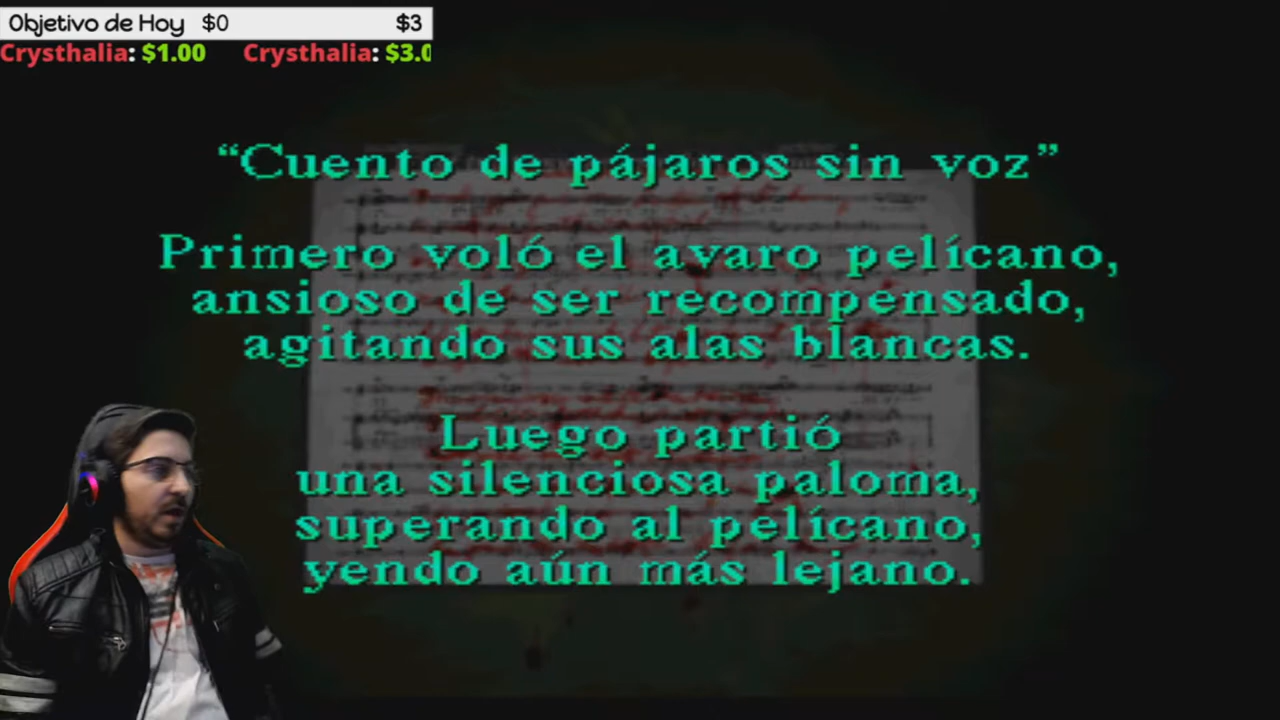 Objetivo de Hoy $0 $3
Crysthalia: $1.00 Crysthalia: $3.0
“Cuento de pájaros sin voz”
Primero voló el avaro pelícano,
ansioso de ser recompensado,
agitando sus alas blancas.
Luego partió
una silenciosa paloma,
superando al pelícano,
yendo aún más lejano.